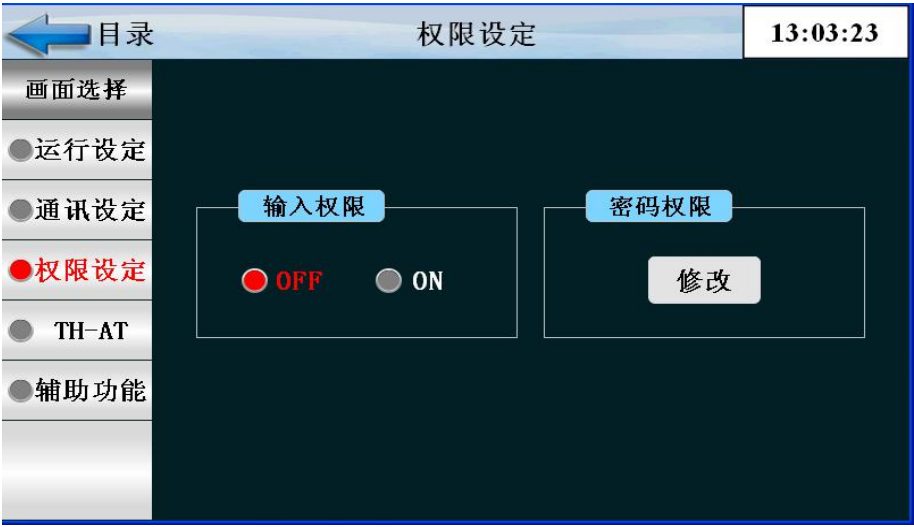 目录
权限设定
13:03:23
画面选择
运行设定
通讯设定
权限设定
TH-AT
辅助功能
输入权限
OFF
ON
密码权限
修改